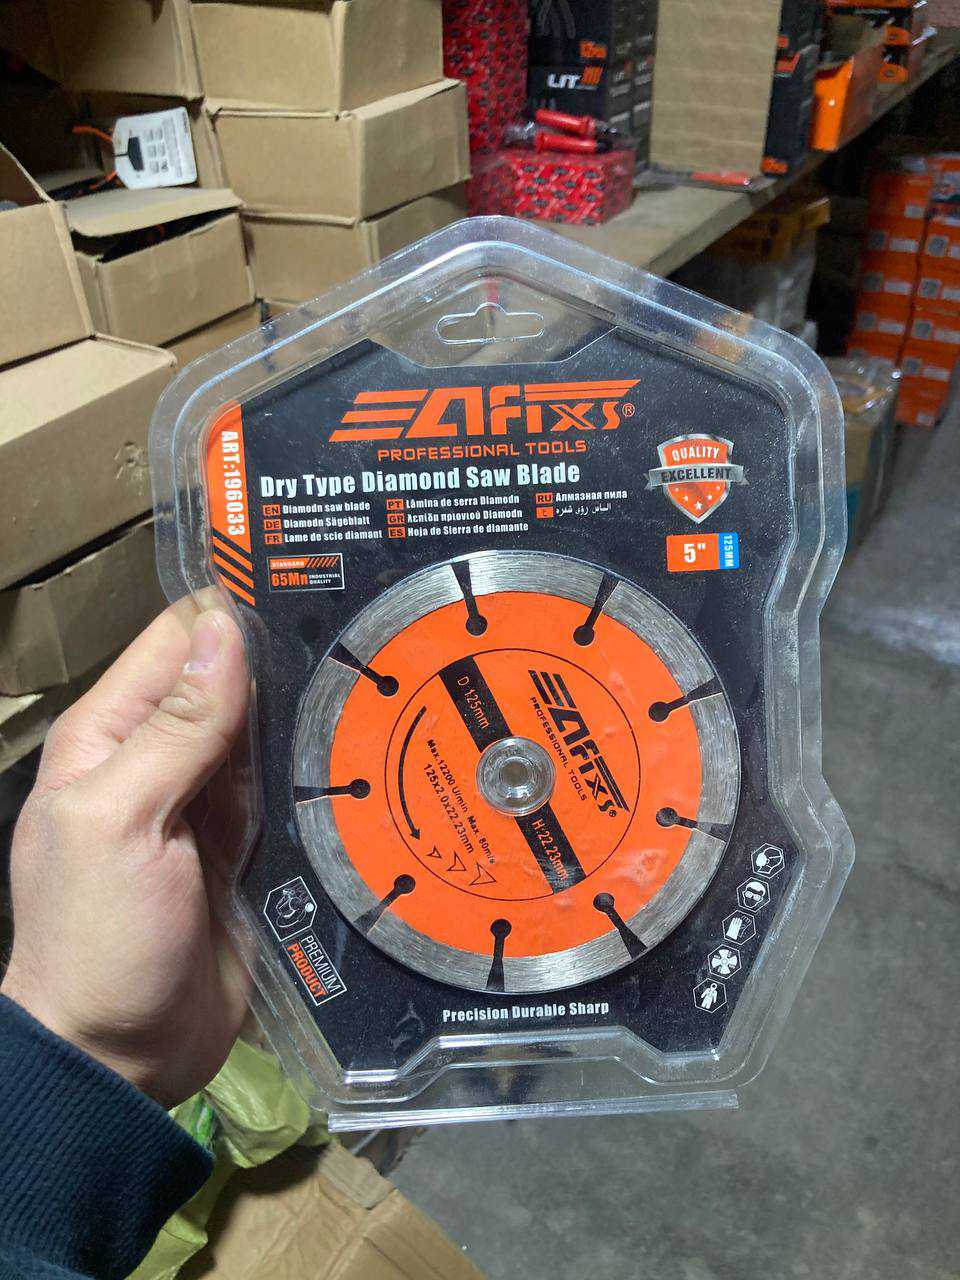 LIT
AFIXS®
PROFESSIONAL TOOLS
ART:196033
Dry Type Diamond Saw Blade
EN Diamodn saw blade
DE Diamodn Sägeblatt
FR Lame de scie diamant
PT Lâmina de serra Diamodn
GR Λεπίδα πριονιού Diamodn
ES Hoja de Sierra de diamante
RU Алмазная пила
QUALITY
EXCELLENT
5"
125MM
STANDARD
65Mn INDUSTRIAL
QUALITY
D:125mm
AFIXS®
PROFESSIONAL TOOLS
Max.12200 U/min Max. 80m/s
125x2.0x22.23mm
H:22.23mm
PREMIUM
PRODUCT
Precision Durable Sharp